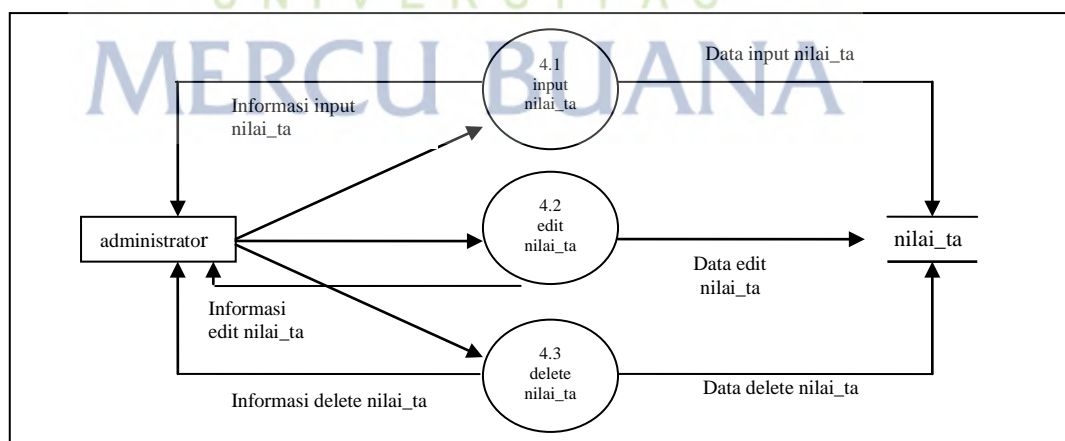 UNIVERSITAS
MERCU BUANA
4.1
input
nilai_ta
Data input nilai_ta
Informasi input
nilai_ta
administrator
4.2
edit
nilai_ta
nilai_ta
Data edit
nilai_ta
Informasi
edit nilai_ta
4.3
delete
nilai_ta
Informasi delete nilai_ta
Data delete nilai_ta